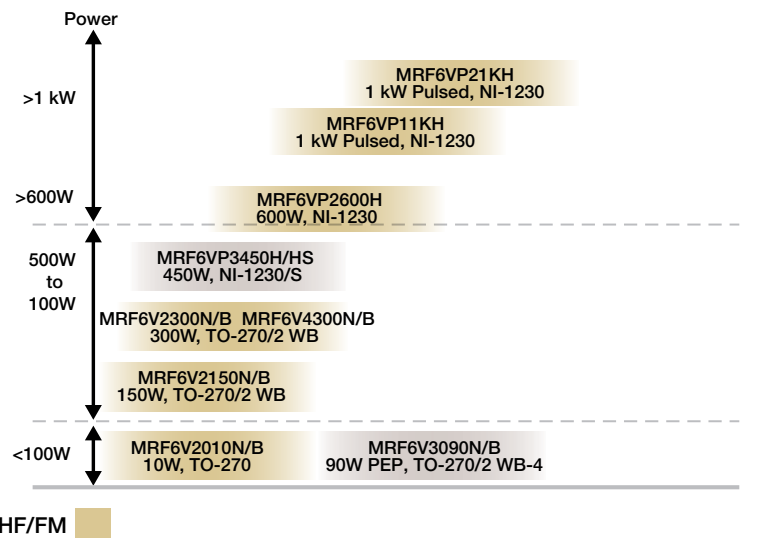 Power
>1 kW
MRF6VP21KH
1 kW Pulsed, NI-1230
MRF6VP11KH
1 kW Pulsed, NI-1230
>600W
MRF6VP2600H
600W, NI-1230
500W
to
100W
MRF6VP3450H/HS
450W, NI-1230/S
MRF6V2300N/B MRF6V4300N/B
300W, TO-270/2 WB
MRF6V2150N/B
150W, TO-270/2 WB
<100W
MRF6V2010N/B
10W, TO-270
MRF6V3090N/B
90W PEP, TO-270/2 WB-4
HF/FM